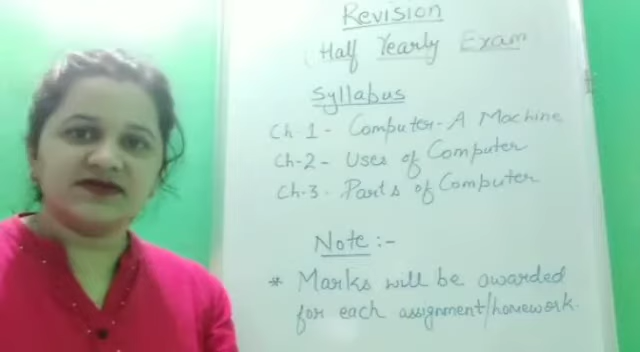 Revision
Half Yearly Exam
Syllabus
Ch-1 - Computer-A Machine
Ch-2 - Uses of Computer
Ch-3. Parts of Computer
Note:-
* Marks will be awarded
for each assignment/homework.